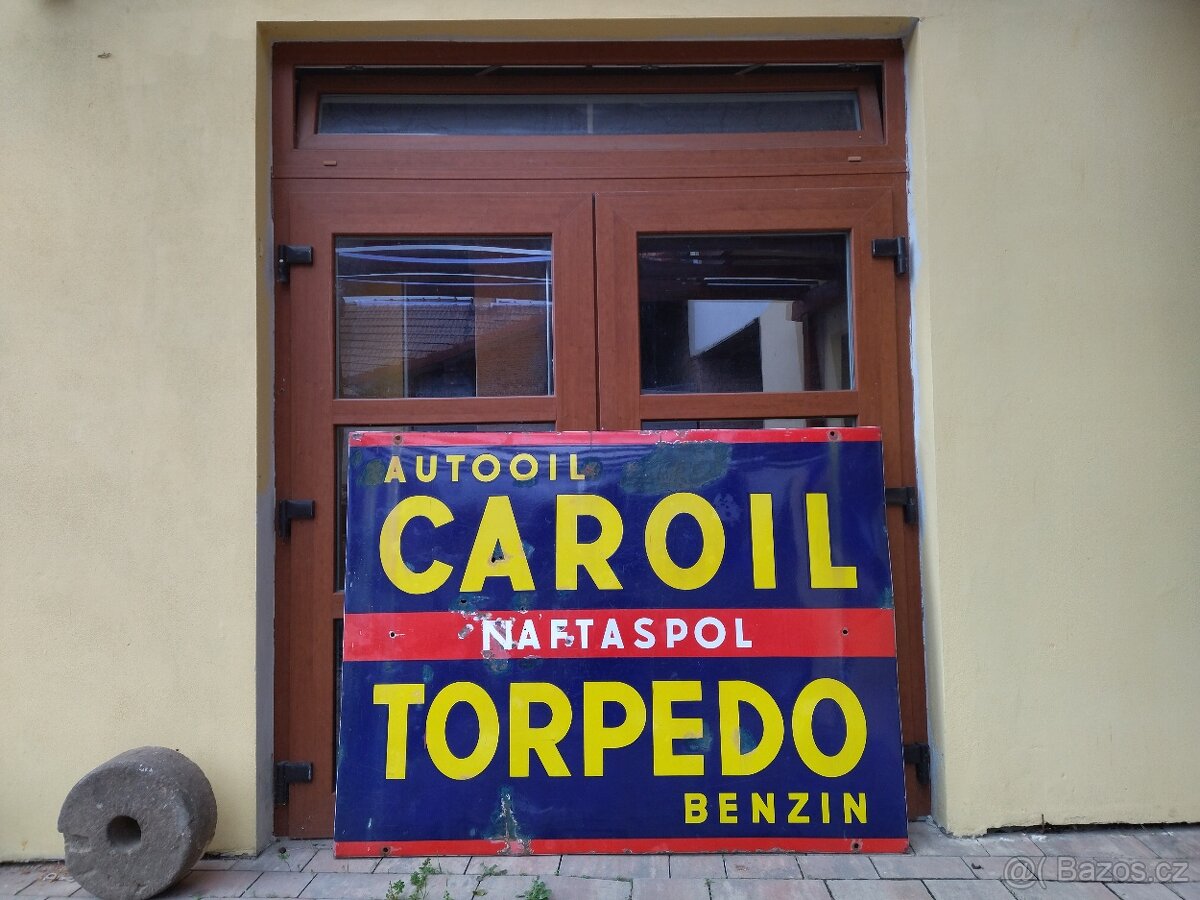 AUTOOIL
CAROIL
NAFTASPOL
TORPEDO
BENZIN
@ Bazos.cz